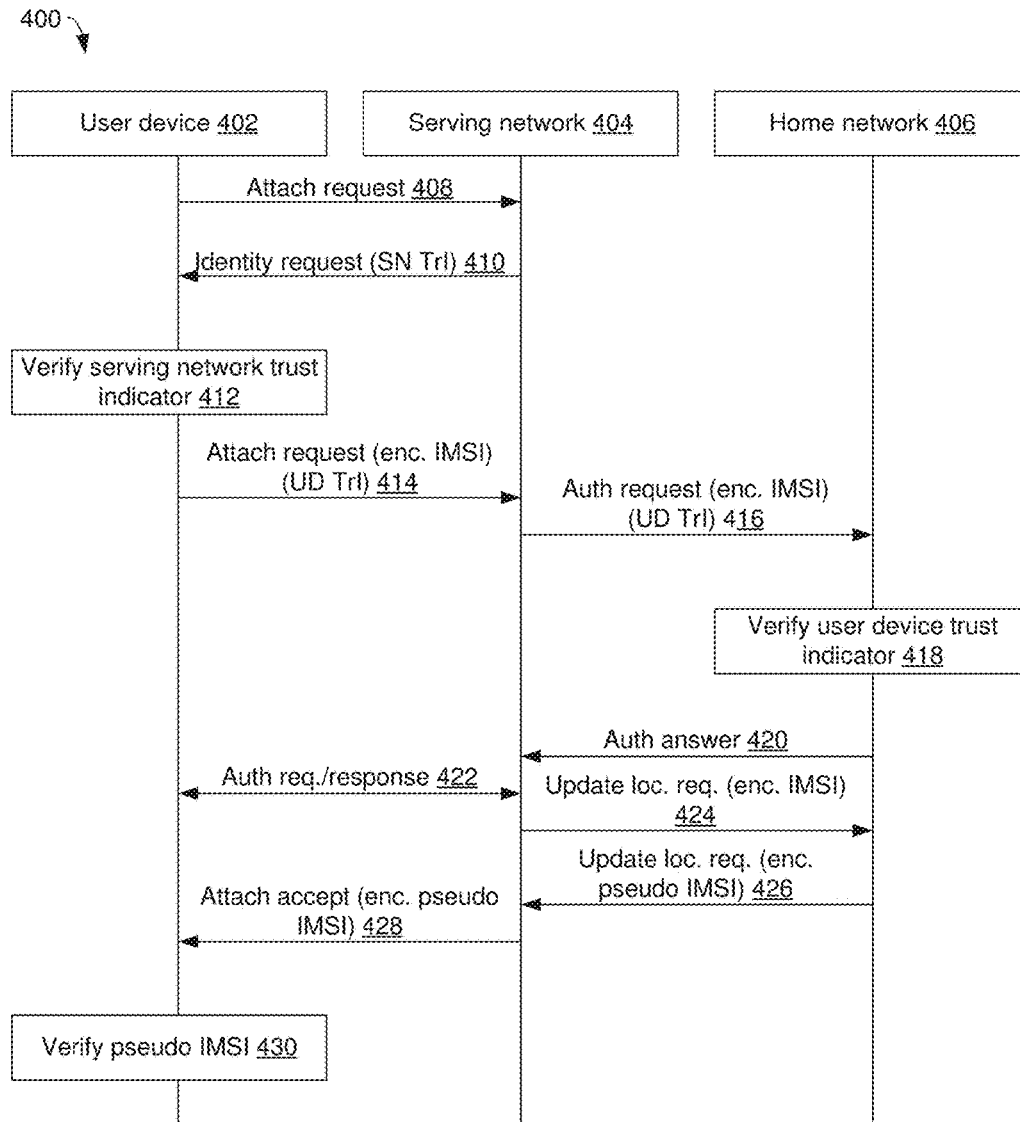 400
User device 402
Serving network 404
Home network 406
Attach request 408
Identity request (SN TrI) 410
Verify serving network trust
indicator 412
Attach request (enc. IMSI)
(UD TrI) 414
Auth request (enc. IMSI)
(UD TrI) 416
Verify user device trust
indicator 418
Auth answer 420
Auth req./response 422
Update loc. req. (enc. IMSI)
424
Update loc. req. (enc.
pseudo IMSI) 426
Attach accept (enc. pseudo
IMSI) 428
Verify pseudo IMSI 430